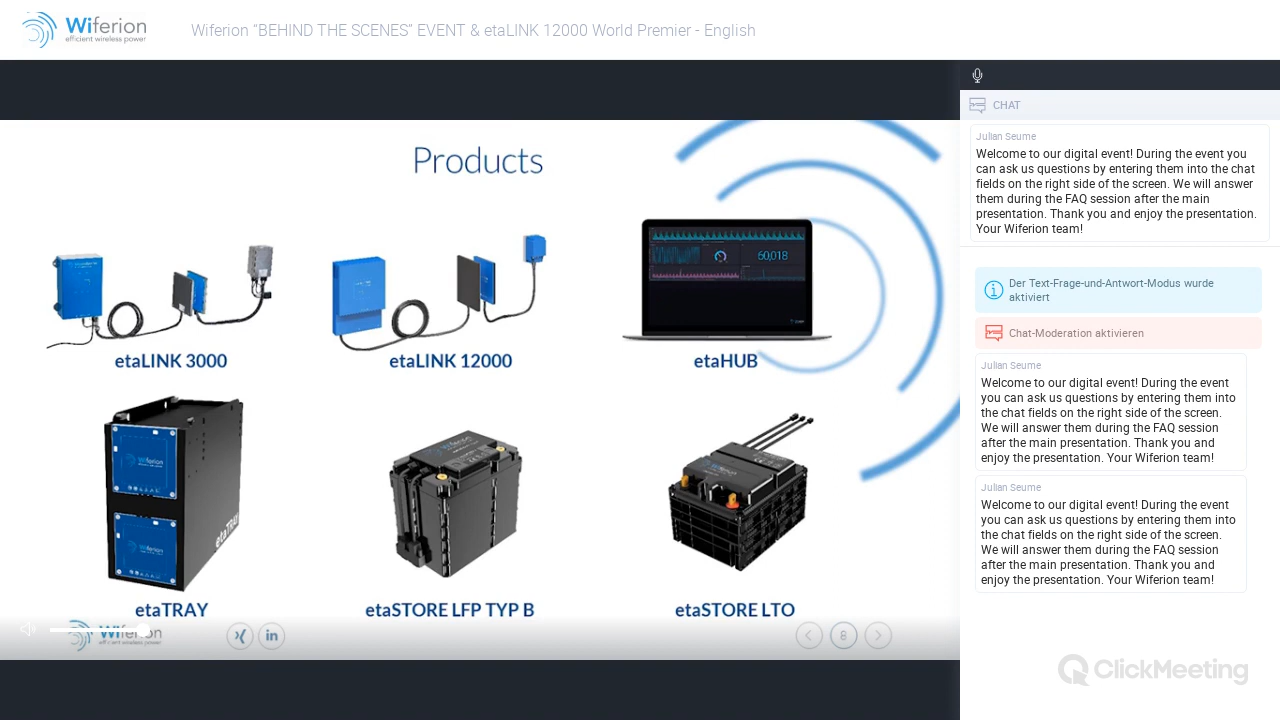 Wiferion
efficient wireless power
Wiferion "BEHIND THE SCENES" EVENT & etaLINK 12000 World Premier - English
Products
60,018
etaLINK 3000
etaLINK 12000
etaHUB
Wiferion
etaTRAY
Wiferion
Wiferion
etaTRAY
etaSTORE LFP TYP B
etaSTORE LTO
Wiferion
efficient wireless power
in
8
CHAT
Julian Seume
Welcome to our digital event! During the event you
can ask us questions by entering them into the chat
fields on the right side of the screen. We will answer
them during the FAQ session after the main
presentation. Thank you and enjoy the presentation.
Your Wiferion team!
Der Text-Frage-und-Antwort-Modus wurde
aktiviert
Chat-Moderation aktivieren
Julian Seume
Welcome to our digital event! During the event
you can ask us questions by entering them into
the chat fields on the right side of the screen.
We will answer them during the FAQ session
after the main presentation. Thank you and
enjoy the presentation. Your Wiferion team!
Julian Seume
Welcome to our digital event! During the event
you can ask us questions by entering them into
the chat fields on the right side of the screen.
We will answer them during the FAQ session
after the main presentation. Thank you and
enjoy the presentation. Your Wiferion team!
ClickMeeting